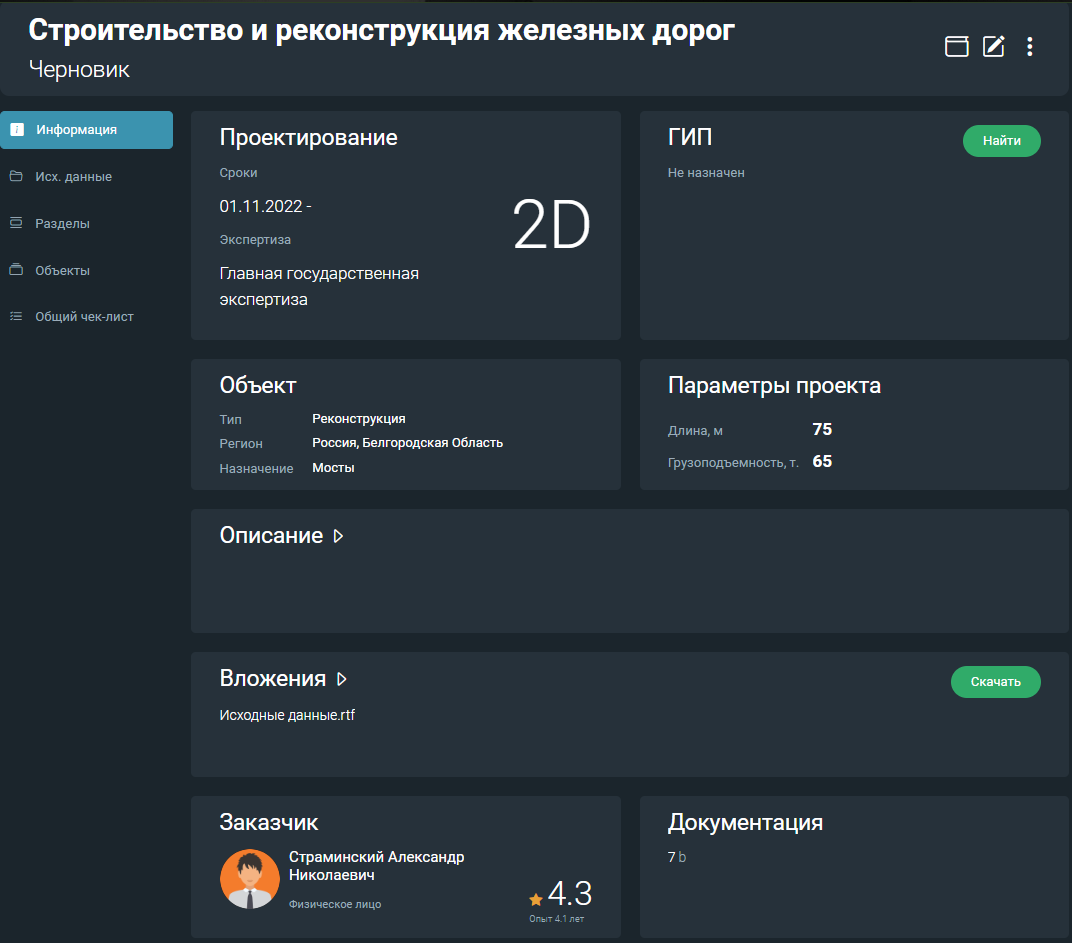 Строительство и реконструкция железных дорог
Черновик
Информация
Исх. данные
Разделы
Объекты
Общий чек-лист
Проектирование
Сроки
01.11.2022 -
Экспертиза
Главная государственная
экспертиза
2D
ГИП
Найти
Не назначен
Объект
Тип Реконструкция
Регион Россия, Белгородская Область
Назначение Мосты
Параметры проекта
Длина, м 75
Грузоподъемность, т. 65
Описание
Вложения
Скачать
Исходные данные.rtf
Заказчик
Страминский Александр
Николаевич
Физическое лицо
4.3
Опыт 4.1 лет
Документация
7 b